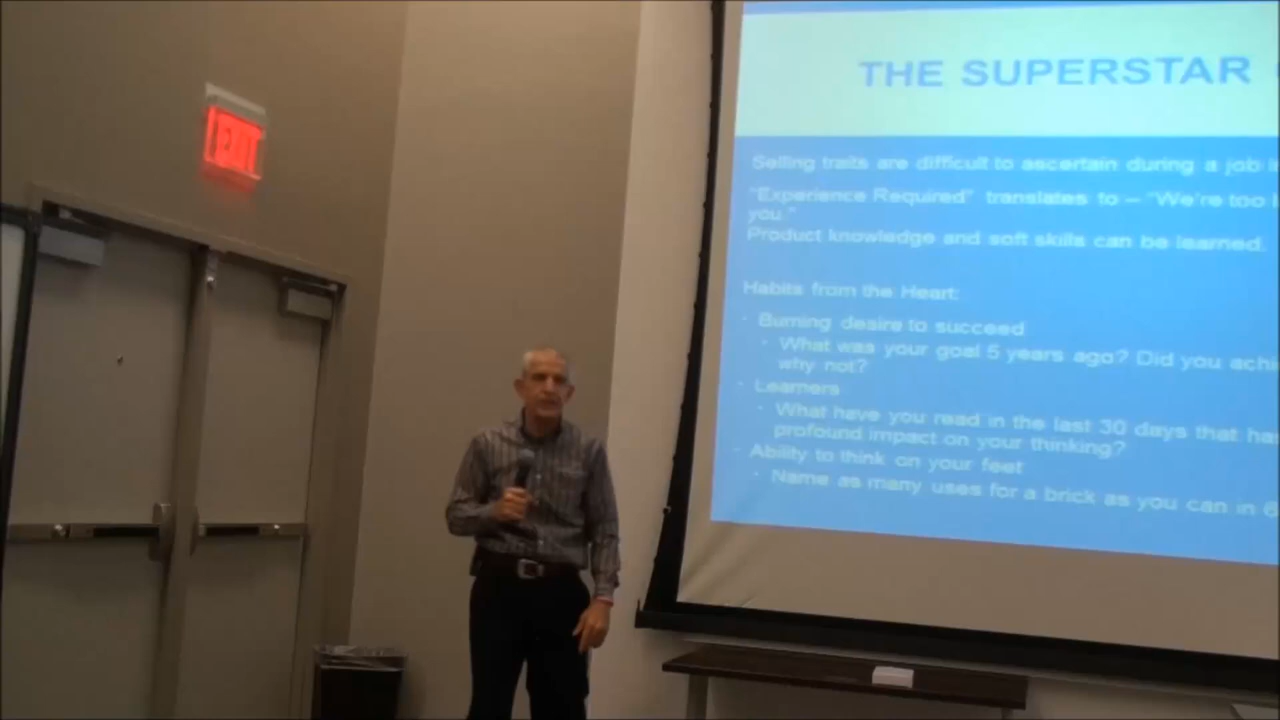 EXIT
THE SUPERSTAR
Selling traits are difficult to ascertain during a job
"Experience Required" translates to – "We're too
you."
Product knowledge and soft skills can be learned.
Habits from the Heart:
Burning desire to succeed
What was your goal 5 years ago? Did you
why not?
Learners
What have you read in the last 30 days that
profound impact on your thinking?
Ability to think on your feet
Name as many uses for a brick as you can in